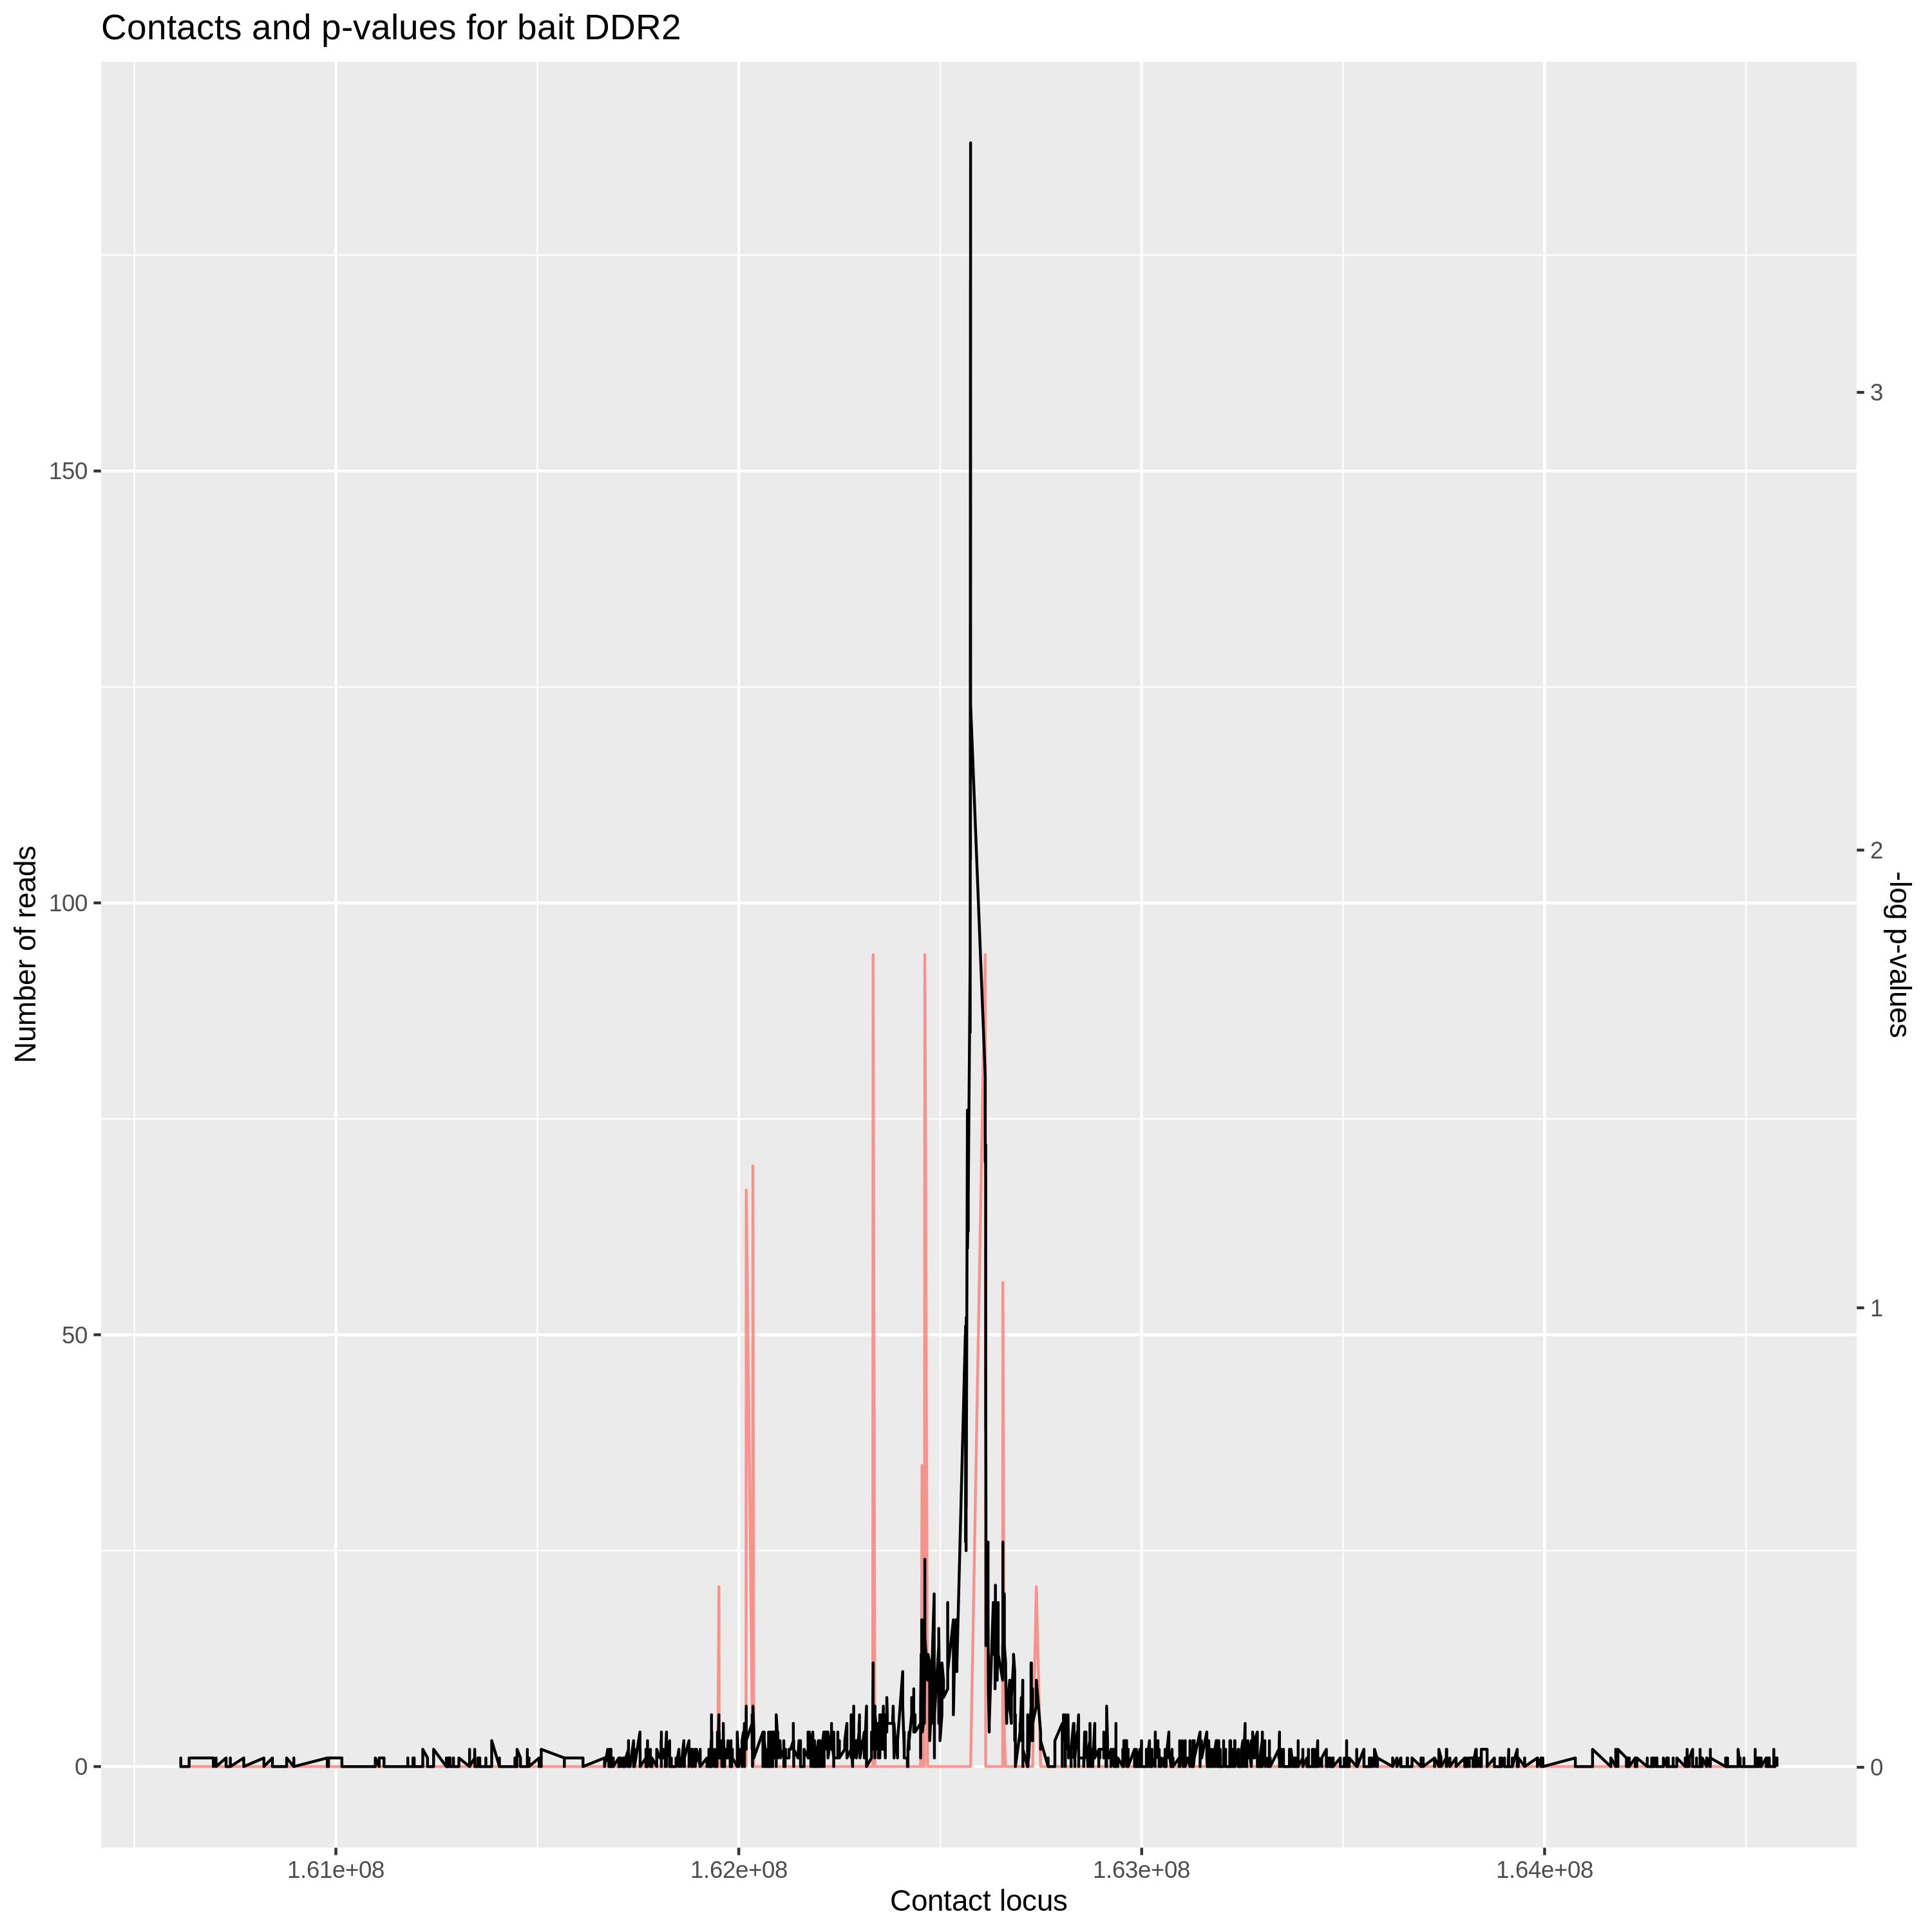 Contacts and p-values for bait DDR2
Number of reads
150
100
50
0
3
2
1
0
-log p-values
1.61e+08
1.62e+08
1.63e+08
1.64e+08
Contact locus